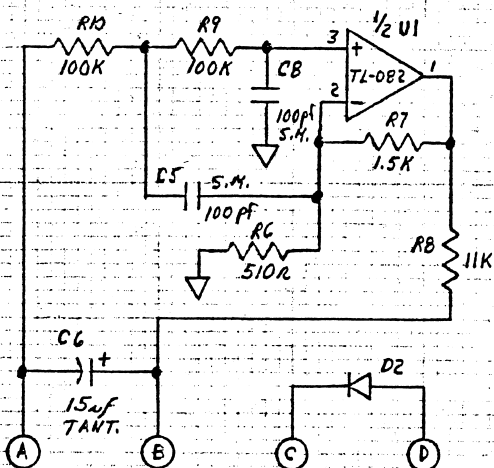 R10
100K
R9
100K
C8
100pf
S.M.
1/2 U1
3
+
TL-082
1
2
−
R7
1.5K
C5
S.M.
100pf
R6
510Ω
R8
11K
C6
+
15uf
TANT.
D2
A
B
C
D